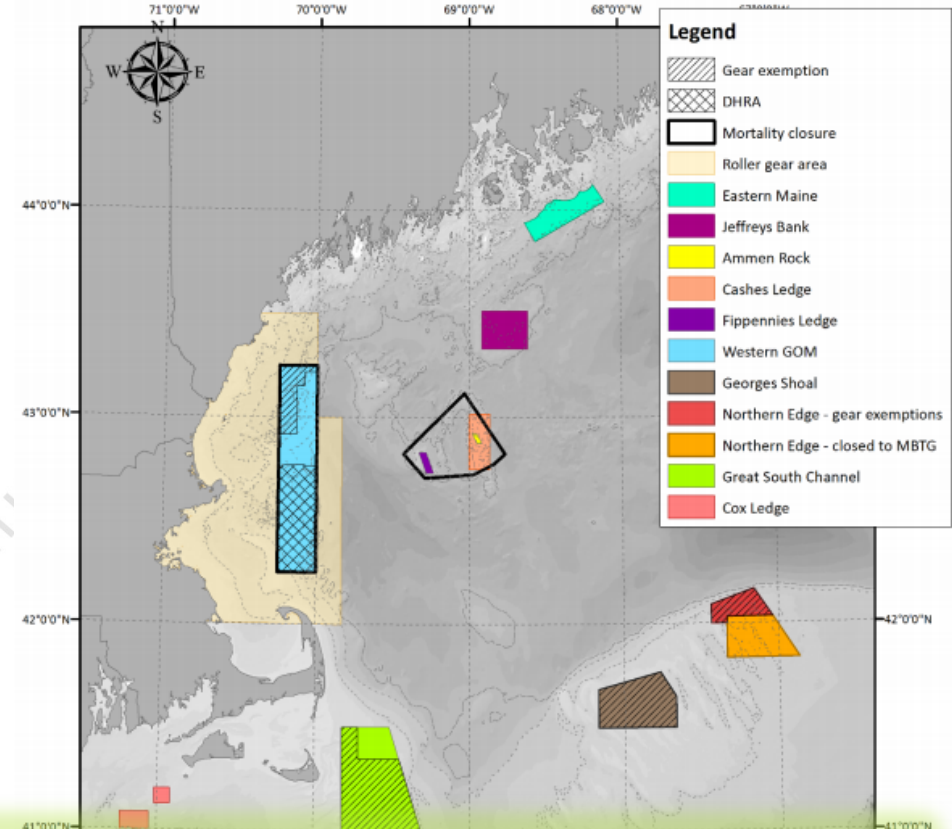 71°0'0"W 70°0'0"W 69°0'0"W 68°0'0"W
N
W E
S
Legend
Gear exemption
DHRA
Mortality closure
Roller gear area
Eastern Maine
Jeffreys Bank
Ammen Rock
Cashes Ledge
Fippennies Ledge
Western GOM
Georges Shoal
Northern Edge - gear exemptions
Northern Edge - closed to MBTG
Great South Channel
Cox Ledge
44°0'0"N
43°0'0"N
42°0'0"N 42°0'0"N
41°0'0"N 41°0'0"N